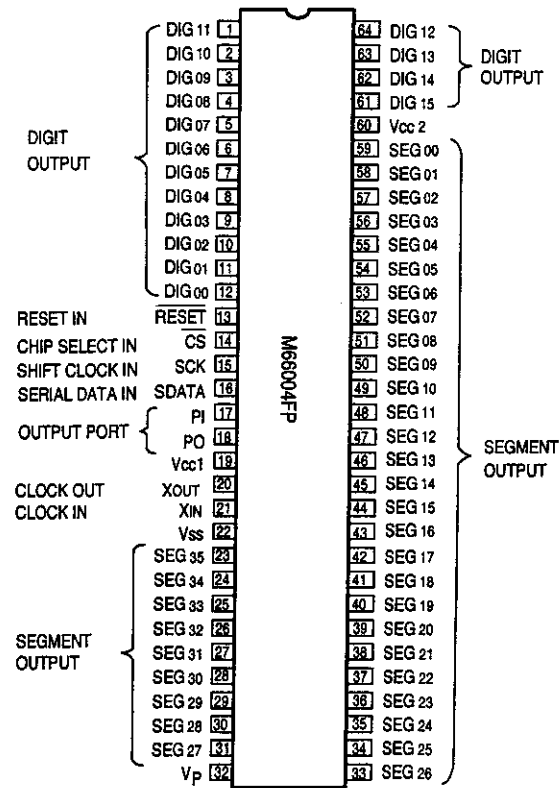 DIG 11 1 64 DIG 12
DIG 10 2 63 DIG 13
DIG 09 3 62 DIG 14
DIG 08 4 61 DIG 15
DIGIT OUTPUT
DIG 07 5 60 Vcc 2
DIG 06 6 59 SEG 00
DIGIT OUTPUT
DIG 05 7 58 SEG 01
DIG 04 8 57 SEG 02
DIG 03 9 56 SEG 03
DIG 02 10 55 SEG 04
DIG 01 11 54 SEG 05
DIG 00 12 53 SEG 06
RESET IN RESET 13 52 SEG 07
CHIP SELECT IN CS 14 51 SEG 08
SHIFT CLOCK IN SCK 15 50 SEG 09
SERIAL DATA IN SDATA 16 49 SEG 10
M66004FP
OUTPUT PORT
PI 17 48 SEG 11
PO 18 47 SEG 12
Vcc1 19 46 SEG 13
SEGMENT OUTPUT
CLOCK OUT XOUT 20 45 SEG 14
CLOCK IN XIN 21 44 SEG 15
Vss 22 43 SEG 16
SEG 35 23 42 SEG 17
SEG 34 24 41 SEG 18
SEG 33 25 40 SEG 19
SEG 32 26 39 SEG 20
SEGMENT OUTPUT
SEG 31 27 38 SEG 21
SEG 30 28 37 SEG 22
SEG 29 29 36 SEG 23
SEG 28 30 35 SEG 24
SEG 27 31 34 SEG 25
VP 32 33 SEG 26